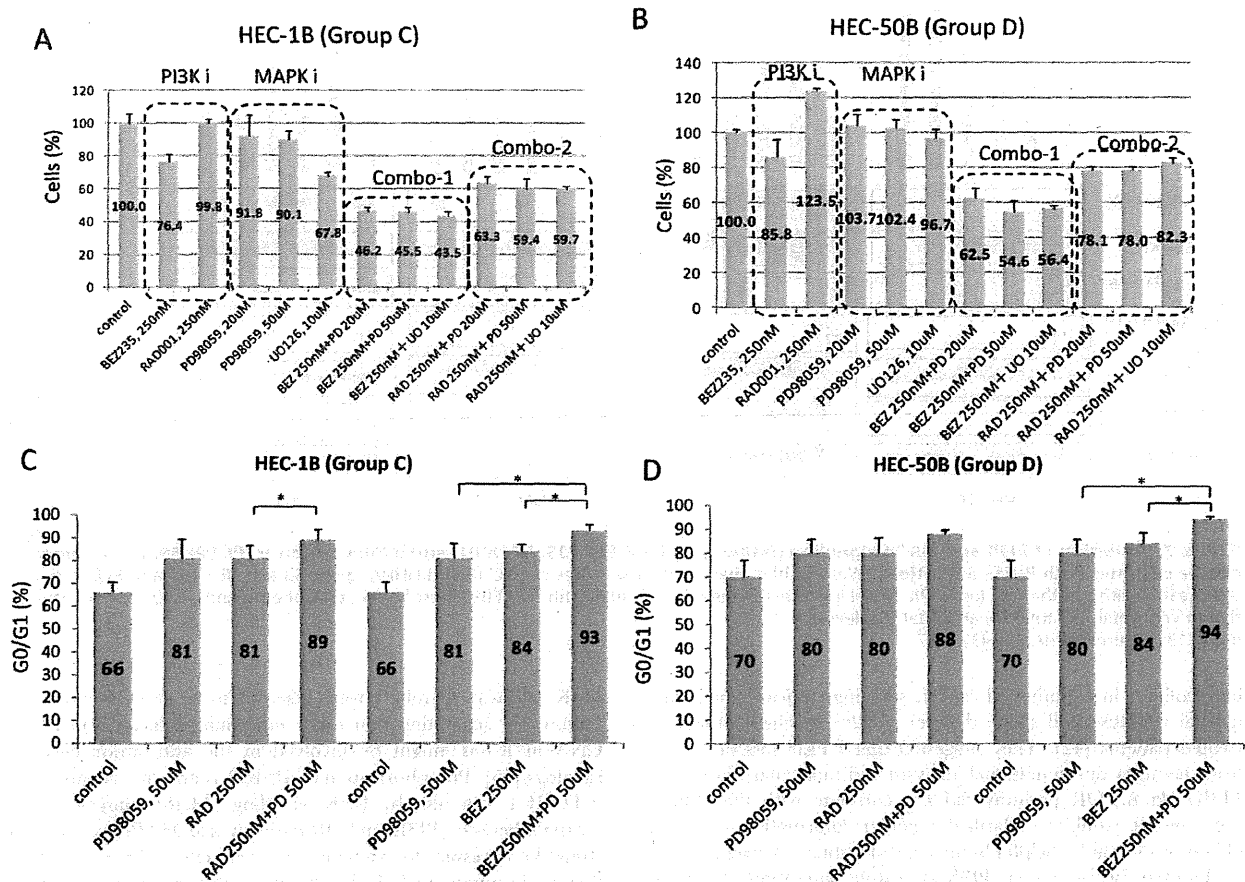 A
HEC-1B (Group C)
PI3K i
MAPK i
Combo-1
Combo-2
Cells (%)
120
100
80
60
40
20
0
100.0
76.4
99.8
91.8
90.1
67.8
46.2
45.5
43.5
63.3
59.4
59.7
control
BEZ235, 250nM
RAD001, 250nM
PD98059, 20uM
PD98059, 50uM
UO126, 10uM
BEZ 250nM+PD 20uM
BEZ 250nM+PD 50uM
BEZ 250nM + UO 10uM
RAD 250nM + PD 20uM
RAD 250nM + PD 50uM
RAD 250nM + UO 10uM
B
HEC-50B (Group D)
PI3K i
MAPK i
Combo-1
Combo-2
Cells (%)
140
120
100
80
60
40
20
0
100.0
85.8
123.5
103.7
102.4
96.7
62.5
54.6
56.4
78.1
78.0
82.3
control
BEZ235, 250nM
RAD001, 250nM
PD98059, 20uM
PD98059, 50uM
UO126, 10uM
BEZ 250nM+PD 20uM
BEZ 250nM+PD 50uM
BEZ 250nM + UO 10uM
RAD 250nM + PD 20uM
RAD 250nM + PD 50uM
RAD 250nM + UO 10uM
C
HEC-1B (Group C)
*
*
*
G0/G1 (%)
100
90
80
70
60
50
40
30
20
10
0
66
81
81
89
66
81
84
93
control
PD98059, 50uM
RAD 250nM
RAD250nM+PD 50uM
control
PD98059, 50uM
BEZ 250nM
BEZ250nM+PD 50uM
D
HEC-50B (Group D)
*
*
G0/G1 (%)
100
90
80
70
60
50
40
30
20
10
0
70
80
80
88
70
80
84
94
control
PD98059, 50uM
RAD 250nM
RAD250nM+PD 50uM
control
PD98059, 50uM
BEZ 250nM
BEZ250nM+PD 50uM